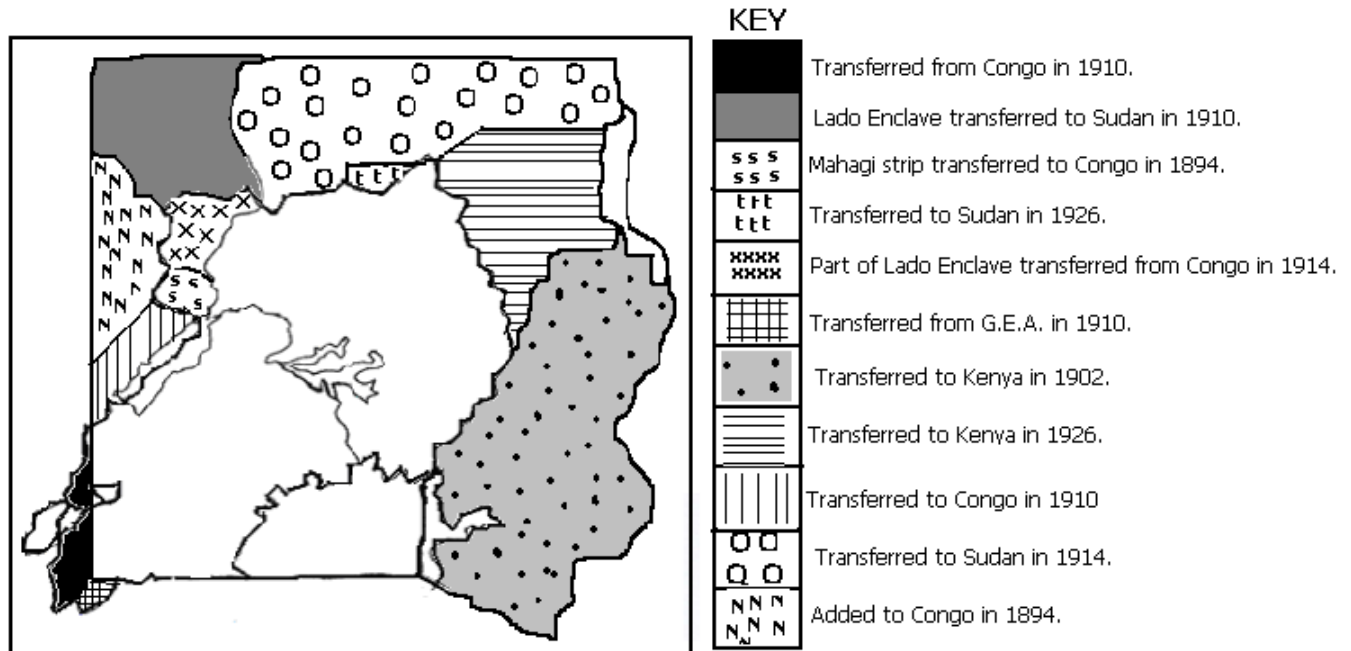 KEY
Transferred from Congo in 1910.
Lado Enclave transferred to Sudan in 1910.
s s s
s s s
Mahagi strip transferred to Congo in 1894.
t t t
t t t
Transferred to Sudan in 1926.
xxxx
xxxx
Part of Lado Enclave transferred from Congo in 1914.
Transferred from G.E.A. in 1910.
Transferred to Kenya in 1902.
Transferred to Kenya in 1926.
Transferred to Congo in 1910
Transferred to Sudan in 1914.
Added to Congo in 1894.